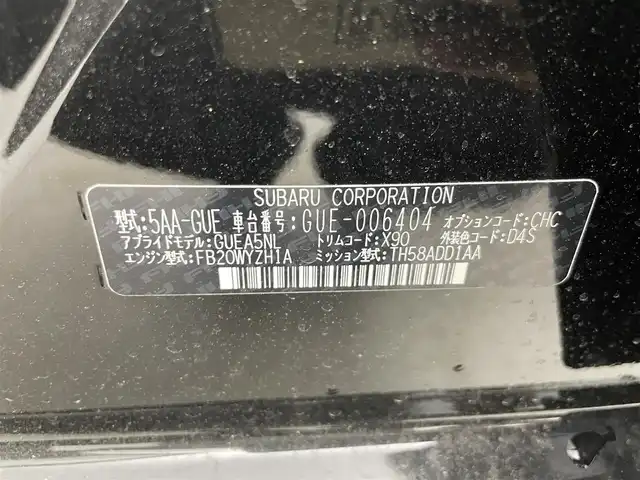 SUBARU CORPORATION
型式:5AA-GUE 車台番号:GUE-006404 オプションコード:CHC
アプライドモデル:GUEA5NL トリムコード:X90 外装色コード:D4S
エンジン型式:FB20WYZH1A ミッション型式:TH58ADD1AA